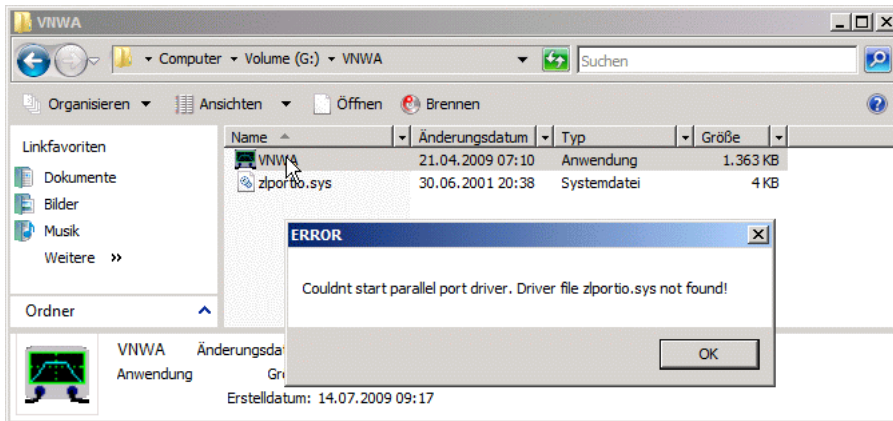 VNWA
Computer Volume (G:) VNWA Suchen
Organisieren Ansichten Öffnen Brennen
Linkfavoriten
Dokumente
Bilder
Musik
Weitere »
Ordner
Name Änderungsdatum Typ Größe
VNWA 21.04.2009 07:10 Anwendung 1.363 KB
zlportio.sys 30.06.2001 20:38 Systemdatei 4 KB
ERROR
Couldnt start parallel port driver. Driver file zlportio.sys not found!
OK
VNWA Änderungsda
Anwendung Gr
Erstelldatum: 14.07.2009 09:17